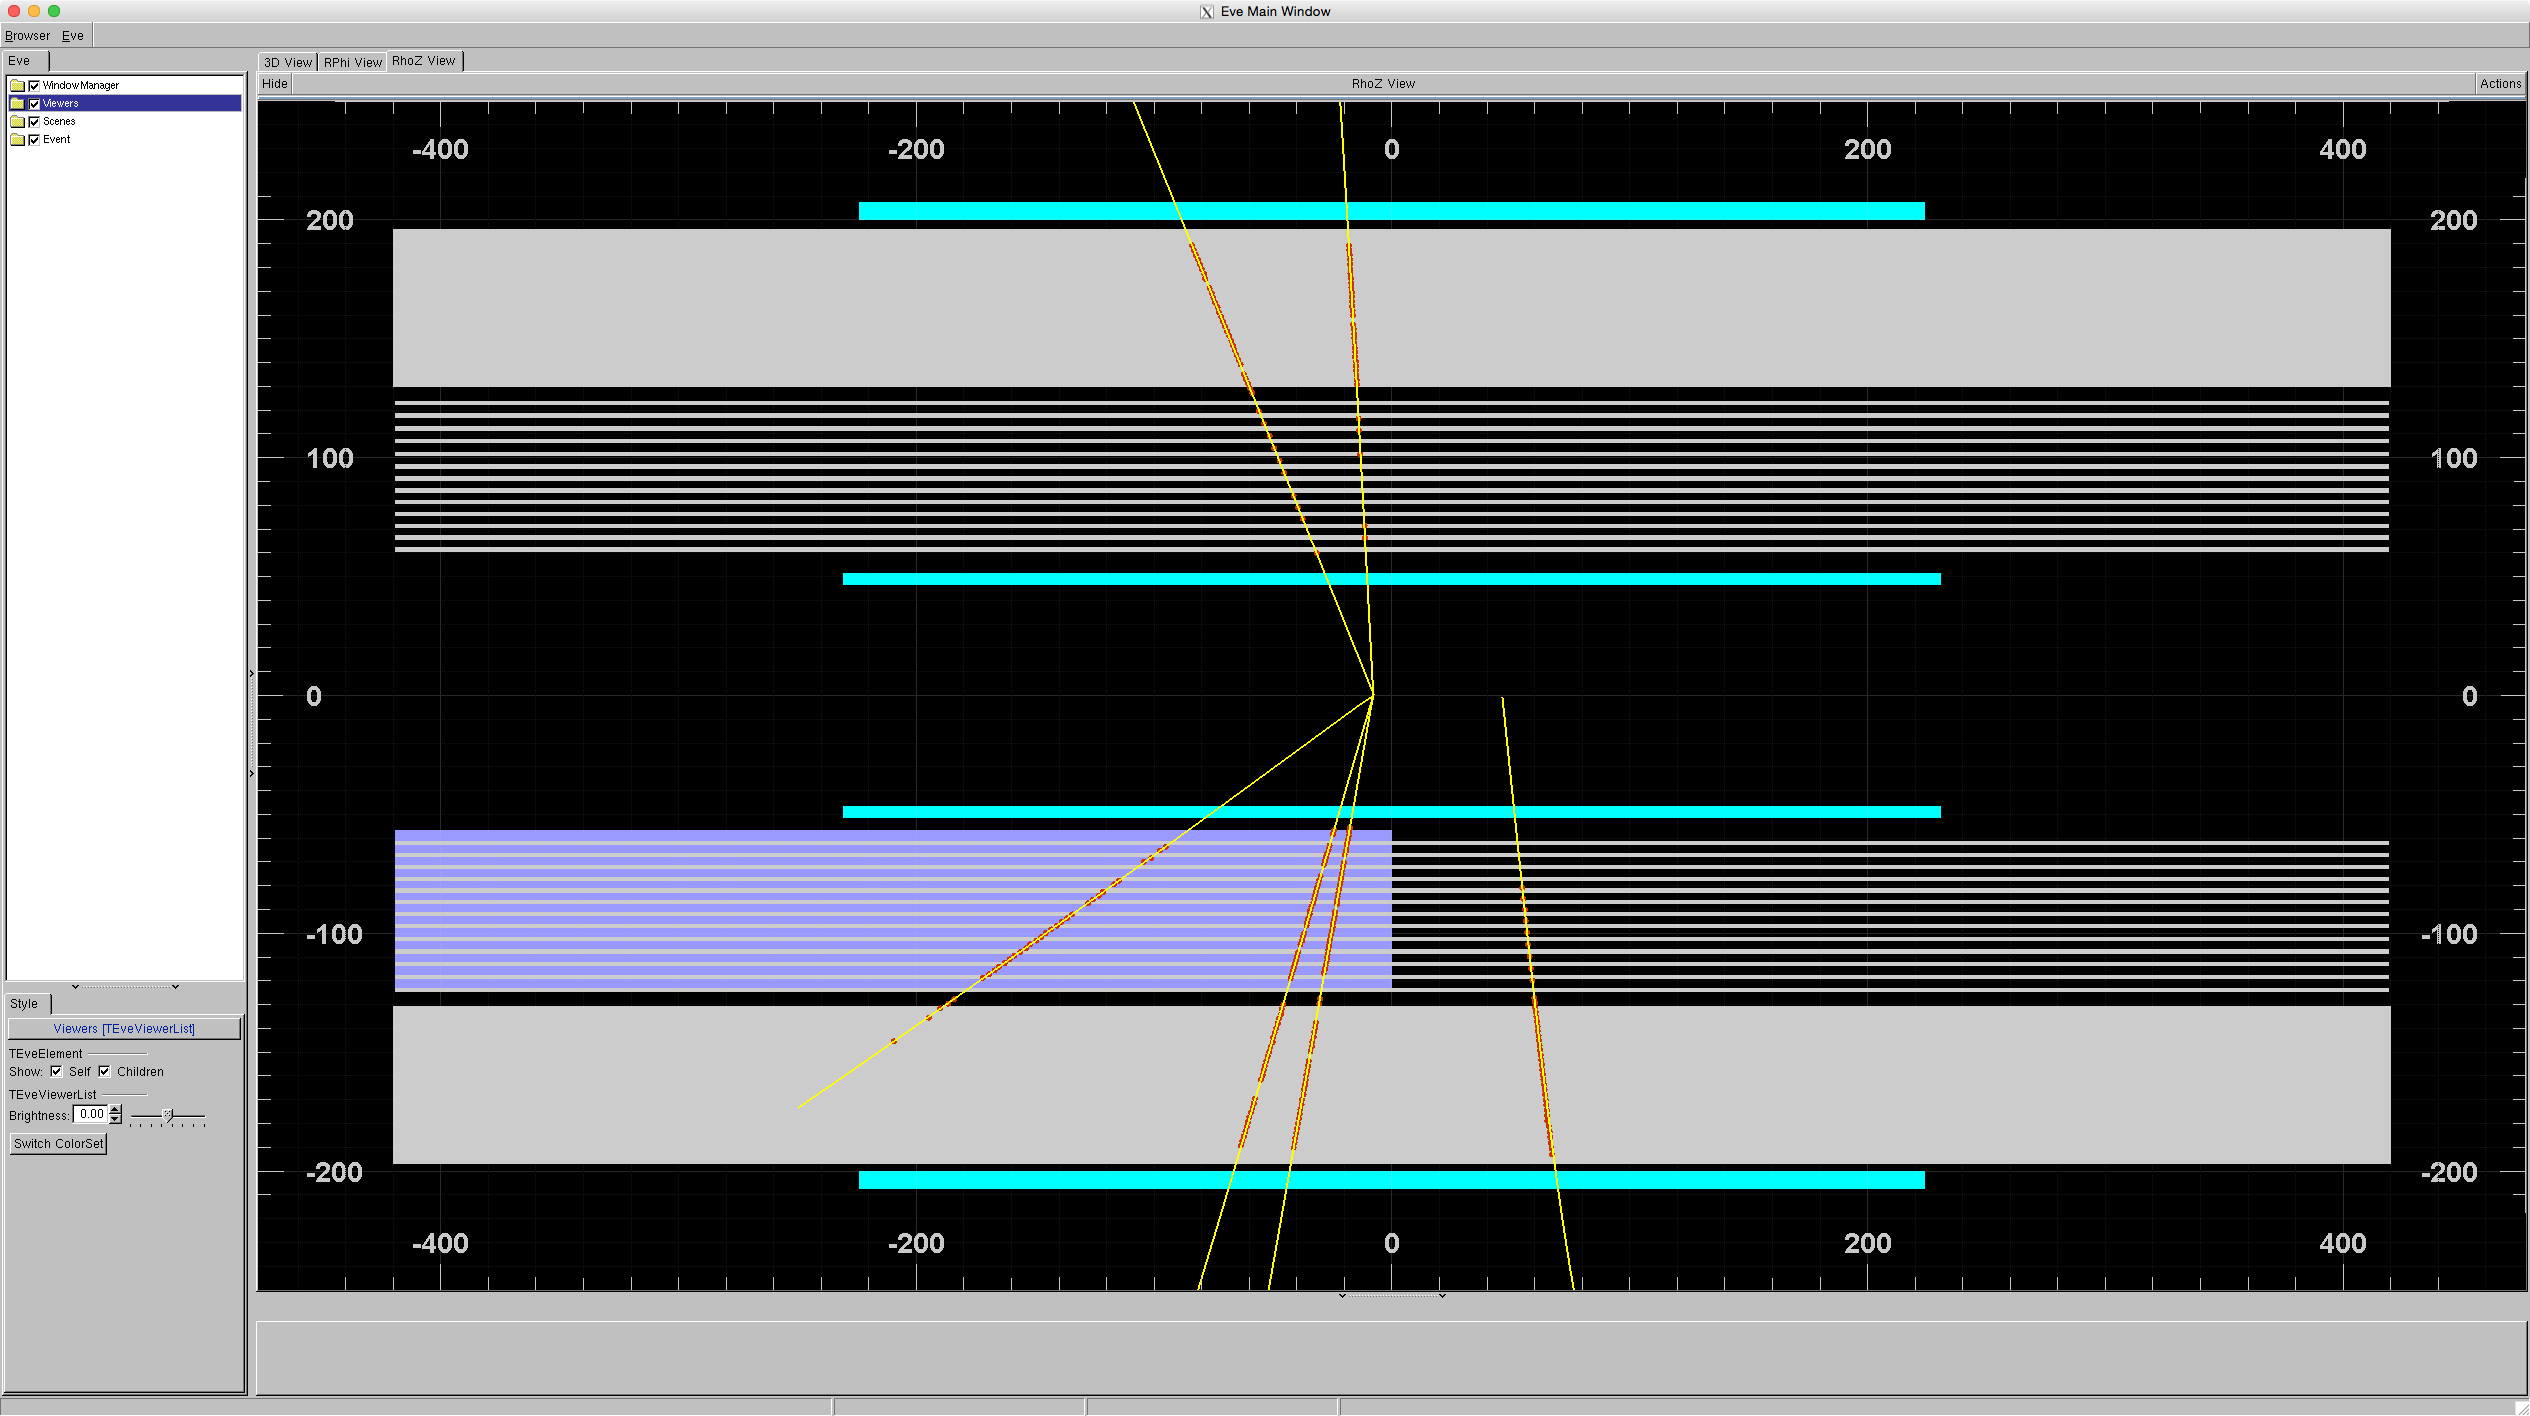 Eve Main Window
Browser Eve
Eve
3D View RPhi View RhoZ View
Hide RhoZ View Actions
WindowManager
Viewers
Scenes
Event
-400 -200 0 200 400
200 200
100 100
0 0
-100 -100
-200 -200
-400 -200 0 200 400
Style
Viewers [TEveViewerList]
TEveElement
Show: Self Children
TEveViewerList
Brightness: 0.00
Switch ColorSet